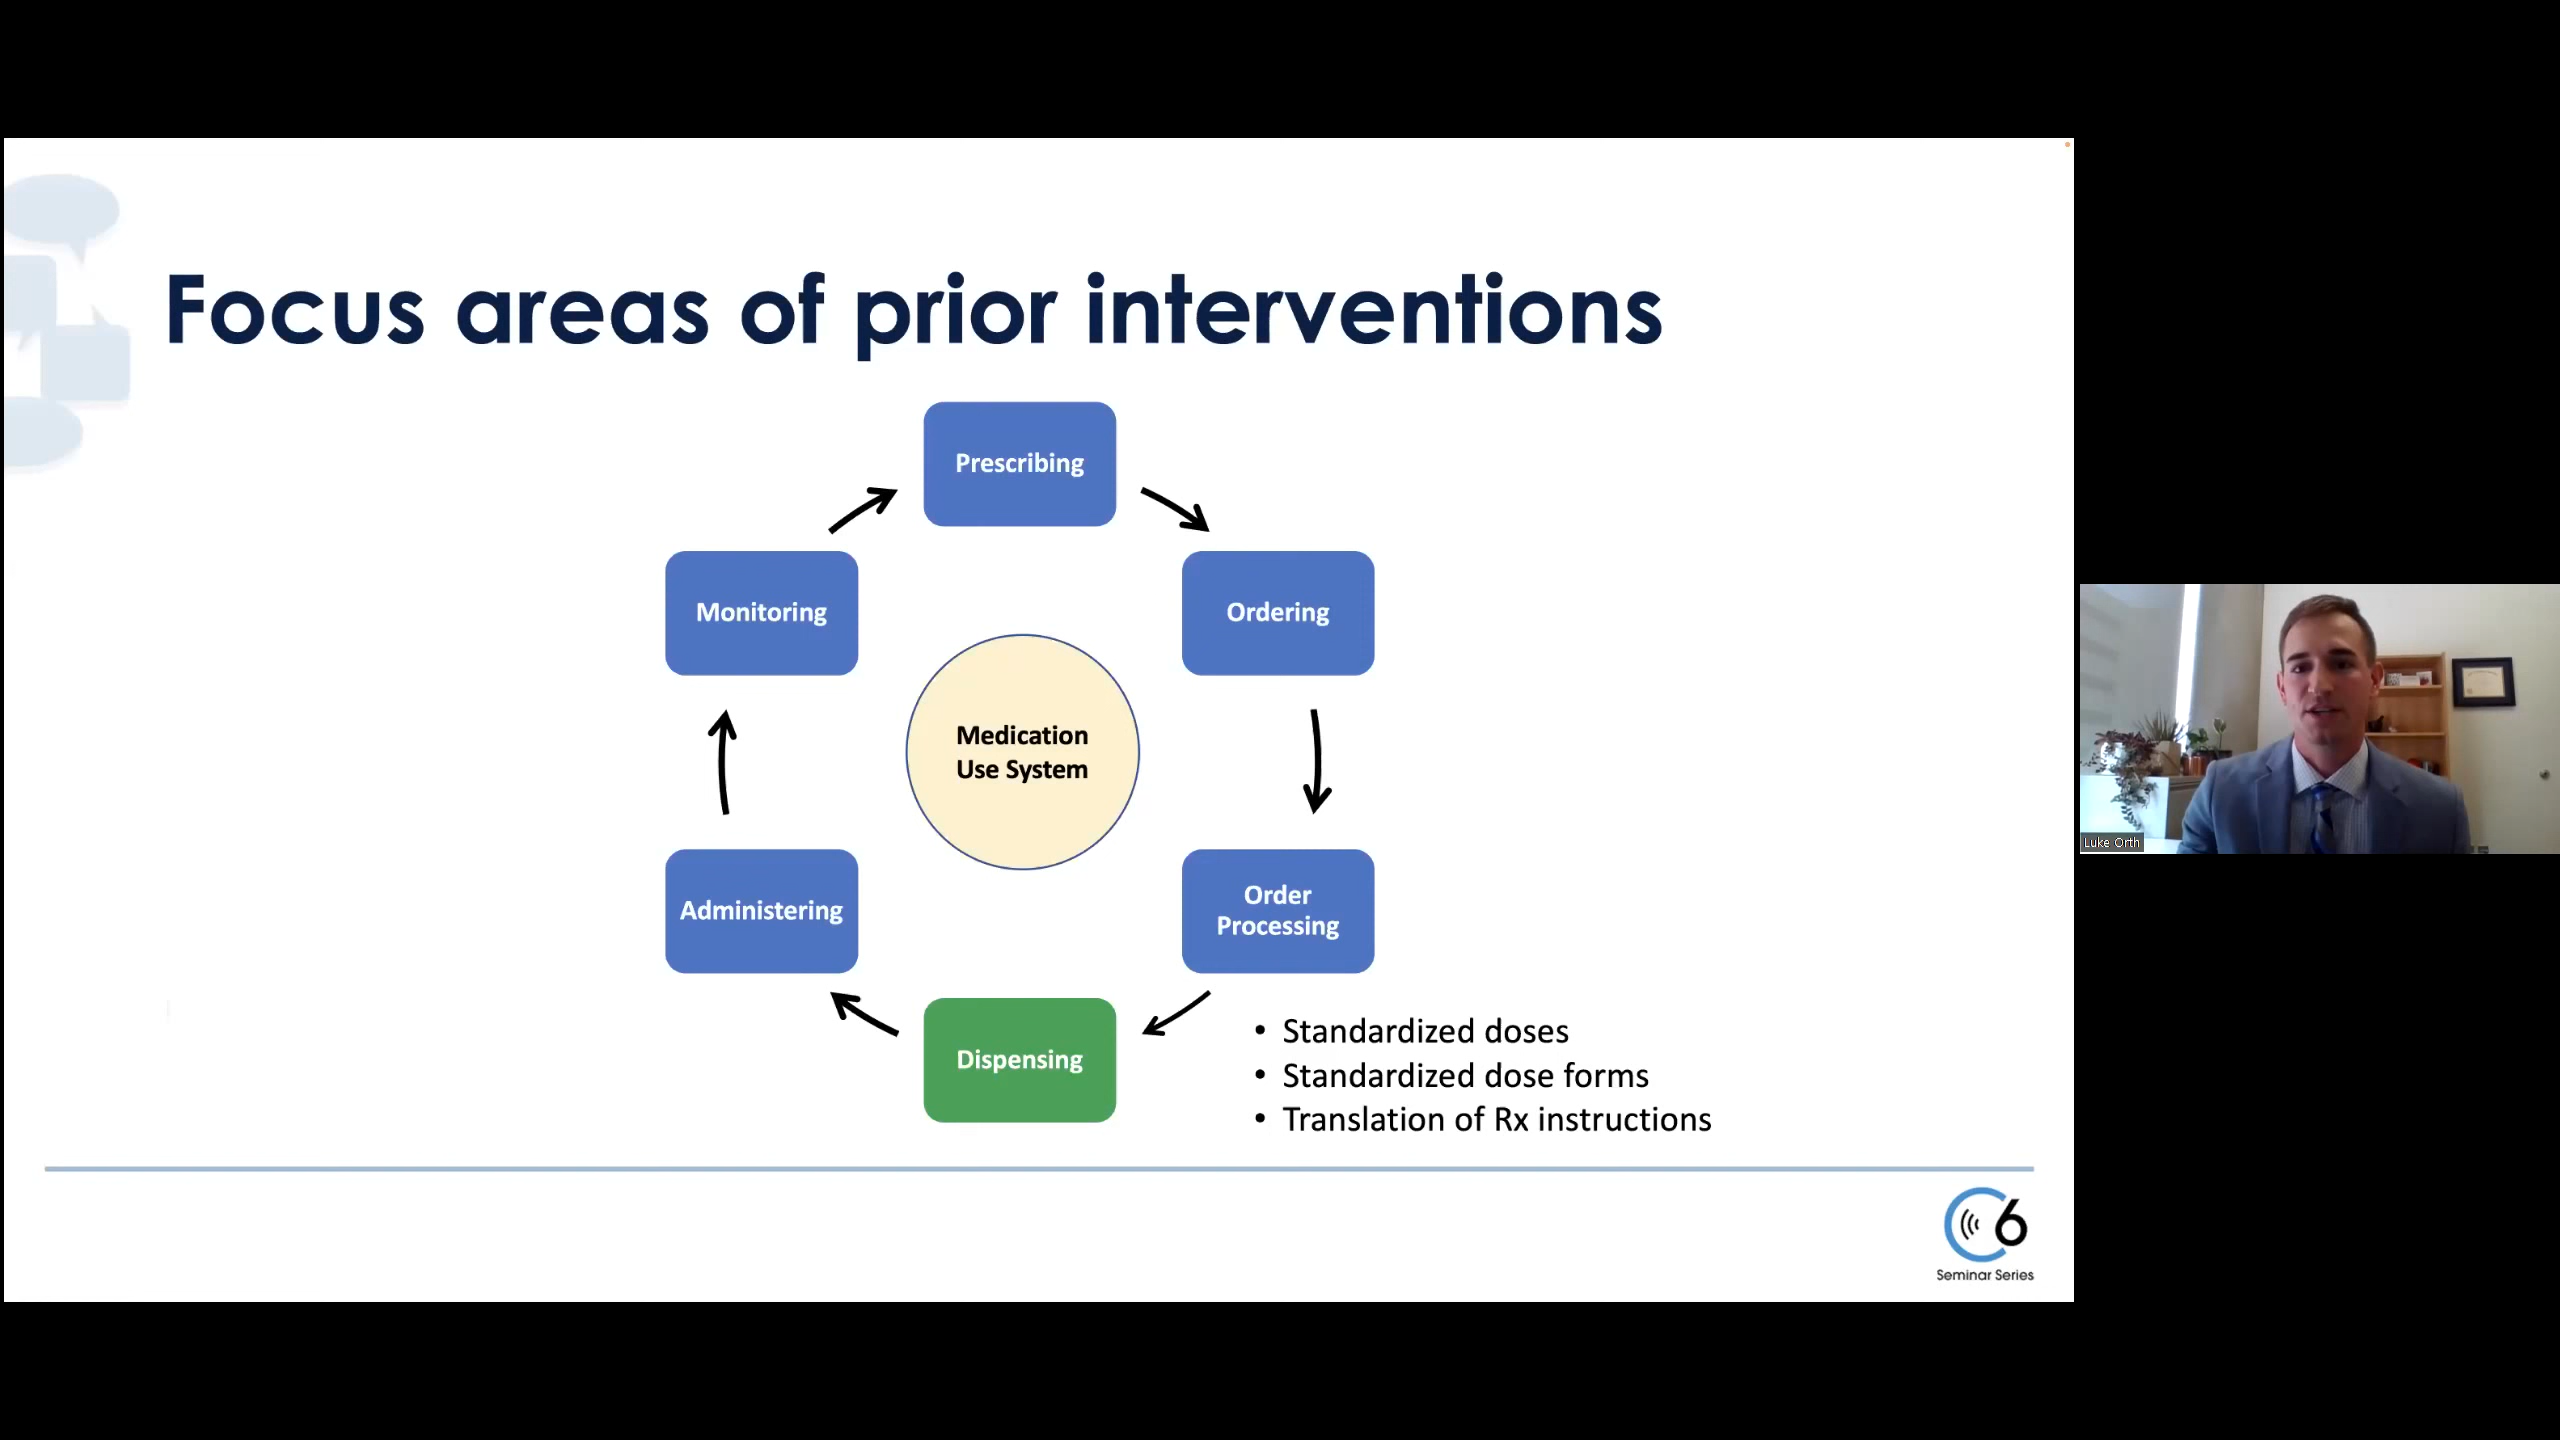 Focus areas of prior interventions
Prescribing
Monitoring
Ordering
Medication
Use System
Administering
Order
Processing
Dispensing
• Standardized doses
• Standardized dose forms
• Translation of Rx instructions
C6
Seminar Series
Luke Orth